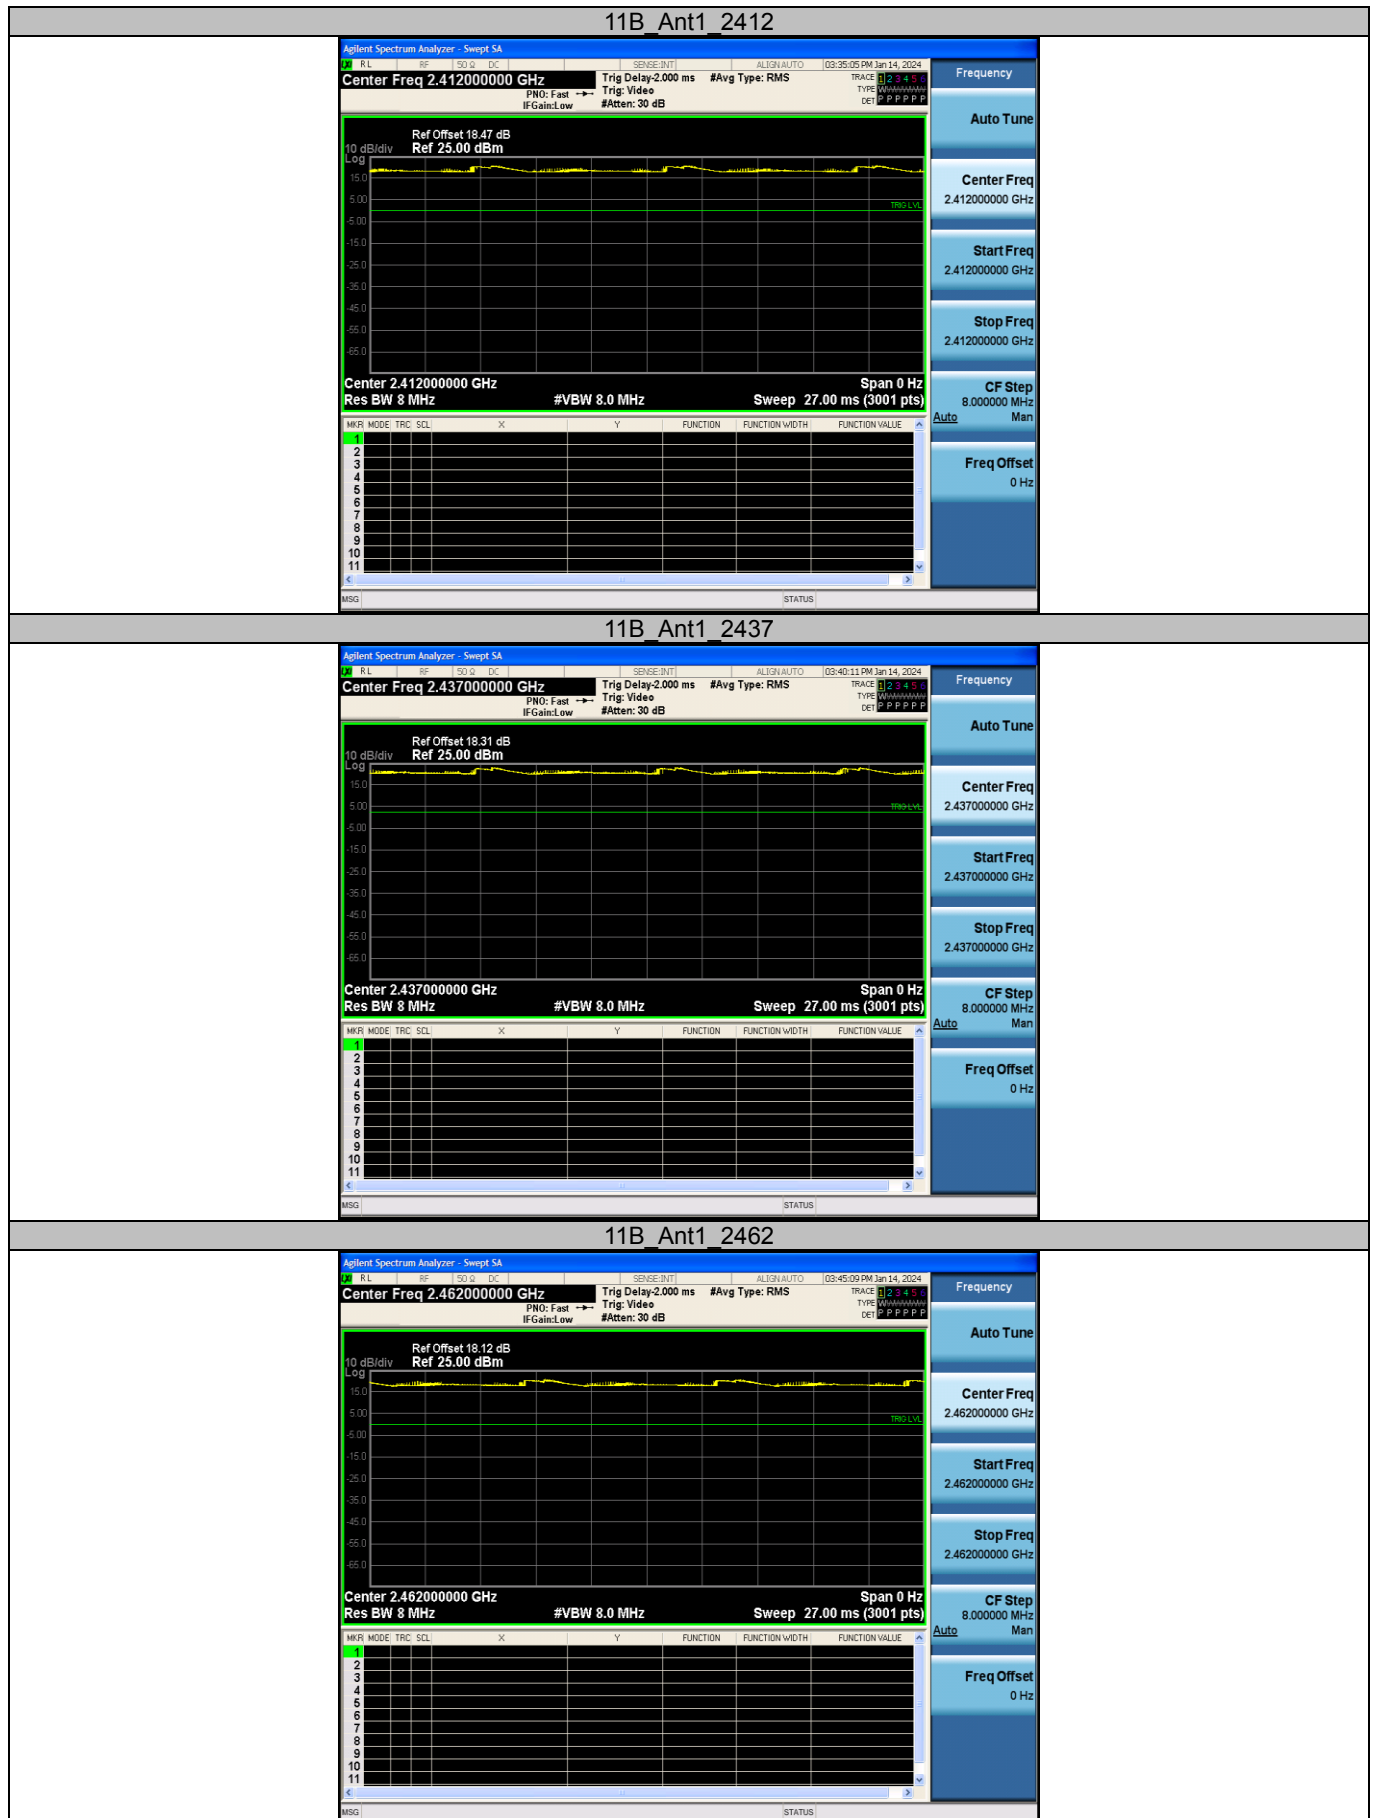 11B_Ant1_2412
Agilent Spectrum Analyzer - Swept SA
RL RF 50 Ω DC SENSE:INT ALIGNAUTO 03:35:05 PM Jan 14, 2024
Center Freq 2.412000000 GHz Trig Delay-2.000 ms #Avg Type: RMS TRACE 1 2 3 4 5 6
PNO: Fast Trig: Video TYPE W
IFGain:Low #Atten: 30 dB DET P P P P P P
Frequency
Auto Tune
Ref Offset 18.47 dB
10 dB/div Ref 25.00 dBm
Log
15.0
5.00
TRIG LVL
-5.00
-15.0
-25.0
-35.0
-45.0
-55.0
-65.0
Center 2.412000000 GHz Span 0 Hz
Res BW 8 MHz #VBW 8.0 MHz Sweep 27.00 ms (3001 pts)
Center Freq
2.412000000 GHz
Start Freq
2.412000000 GHz
Stop Freq
2.412000000 GHz
CF Step
8.000000 MHz
Auto Man
Freq Offset
0 Hz
MKR MODE TRC SCL X Y FUNCTION FUNCTION WIDTH FUNCTION VALUE
1
2
3
4
5
6
7
8
9
10
11
MSG STATUS
11B_Ant1_2437
Agilent Spectrum Analyzer - Swept SA
RL RF 50 Ω DC SENSE:INT ALIGNAUTO 03:40:11 PM Jan 14, 2024
Center Freq 2.437000000 GHz Trig Delay-2.000 ms #Avg Type: RMS TRACE 1 2 3 4 5 6
PNO: Fast Trig: Video TYPE W
IFGain:Low #Atten: 30 dB DET P P P P P P
Frequency
Auto Tune
Ref Offset 18.31 dB
10 dB/div Ref 25.00 dBm
Log
15.0
5.00
TRIG LVL
-5.00
-15.0
-25.0
-35.0
-45.0
-55.0
-65.0
Center 2.437000000 GHz Span 0 Hz
Res BW 8 MHz #VBW 8.0 MHz Sweep 27.00 ms (3001 pts)
Center Freq
2.437000000 GHz
Start Freq
2.437000000 GHz
Stop Freq
2.437000000 GHz
CF Step
8.000000 MHz
Auto Man
Freq Offset
0 Hz
MKR MODE TRC SCL X Y FUNCTION FUNCTION WIDTH FUNCTION VALUE
1
2
3
4
5
6
7
8
9
10
11
MSG STATUS
11B_Ant1_2462
Agilent Spectrum Analyzer - Swept SA
RL RF 50 Ω DC SENSE:INT ALIGNAUTO 03:45:09 PM Jan 14, 2024
Center Freq 2.462000000 GHz Trig Delay-2.000 ms #Avg Type: RMS TRACE 1 2 3 4 5 6
PNO: Fast Trig: Video TYPE W
IFGain:Low #Atten: 30 dB DET P P P P P P
Frequency
Auto Tune
Ref Offset 18.12 dB
10 dB/div Ref 25.00 dBm
Log
15.0
5.00
TRIG LVL
-5.00
-15.0
-25.0
-35.0
-45.0
-55.0
-65.0
Center 2.462000000 GHz Span 0 Hz
Res BW 8 MHz #VBW 8.0 MHz Sweep 27.00 ms (3001 pts)
Center Freq
2.462000000 GHz
Start Freq
2.462000000 GHz
Stop Freq
2.462000000 GHz
CF Step
8.000000 MHz
Auto Man
Freq Offset
0 Hz
MKR MODE TRC SCL X Y FUNCTION FUNCTION WIDTH FUNCTION VALUE
1
2
3
4
5
6
7
8
9
10
11
MSG STATUS